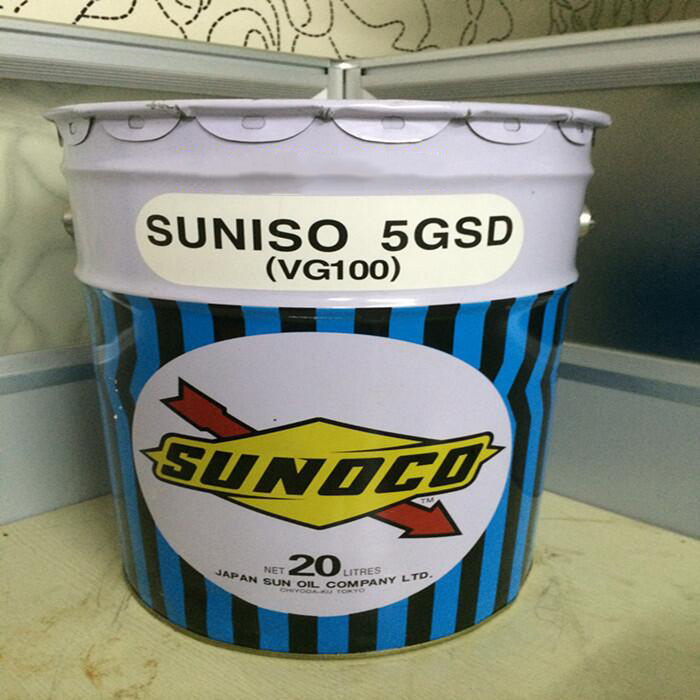 SUNISO 5GSD
(VG100)
SUNOCO
TM
NET 20 LITRES
JAPAN SUN OIL COMPANY LTD.
CHIYODA-KU TOKYO